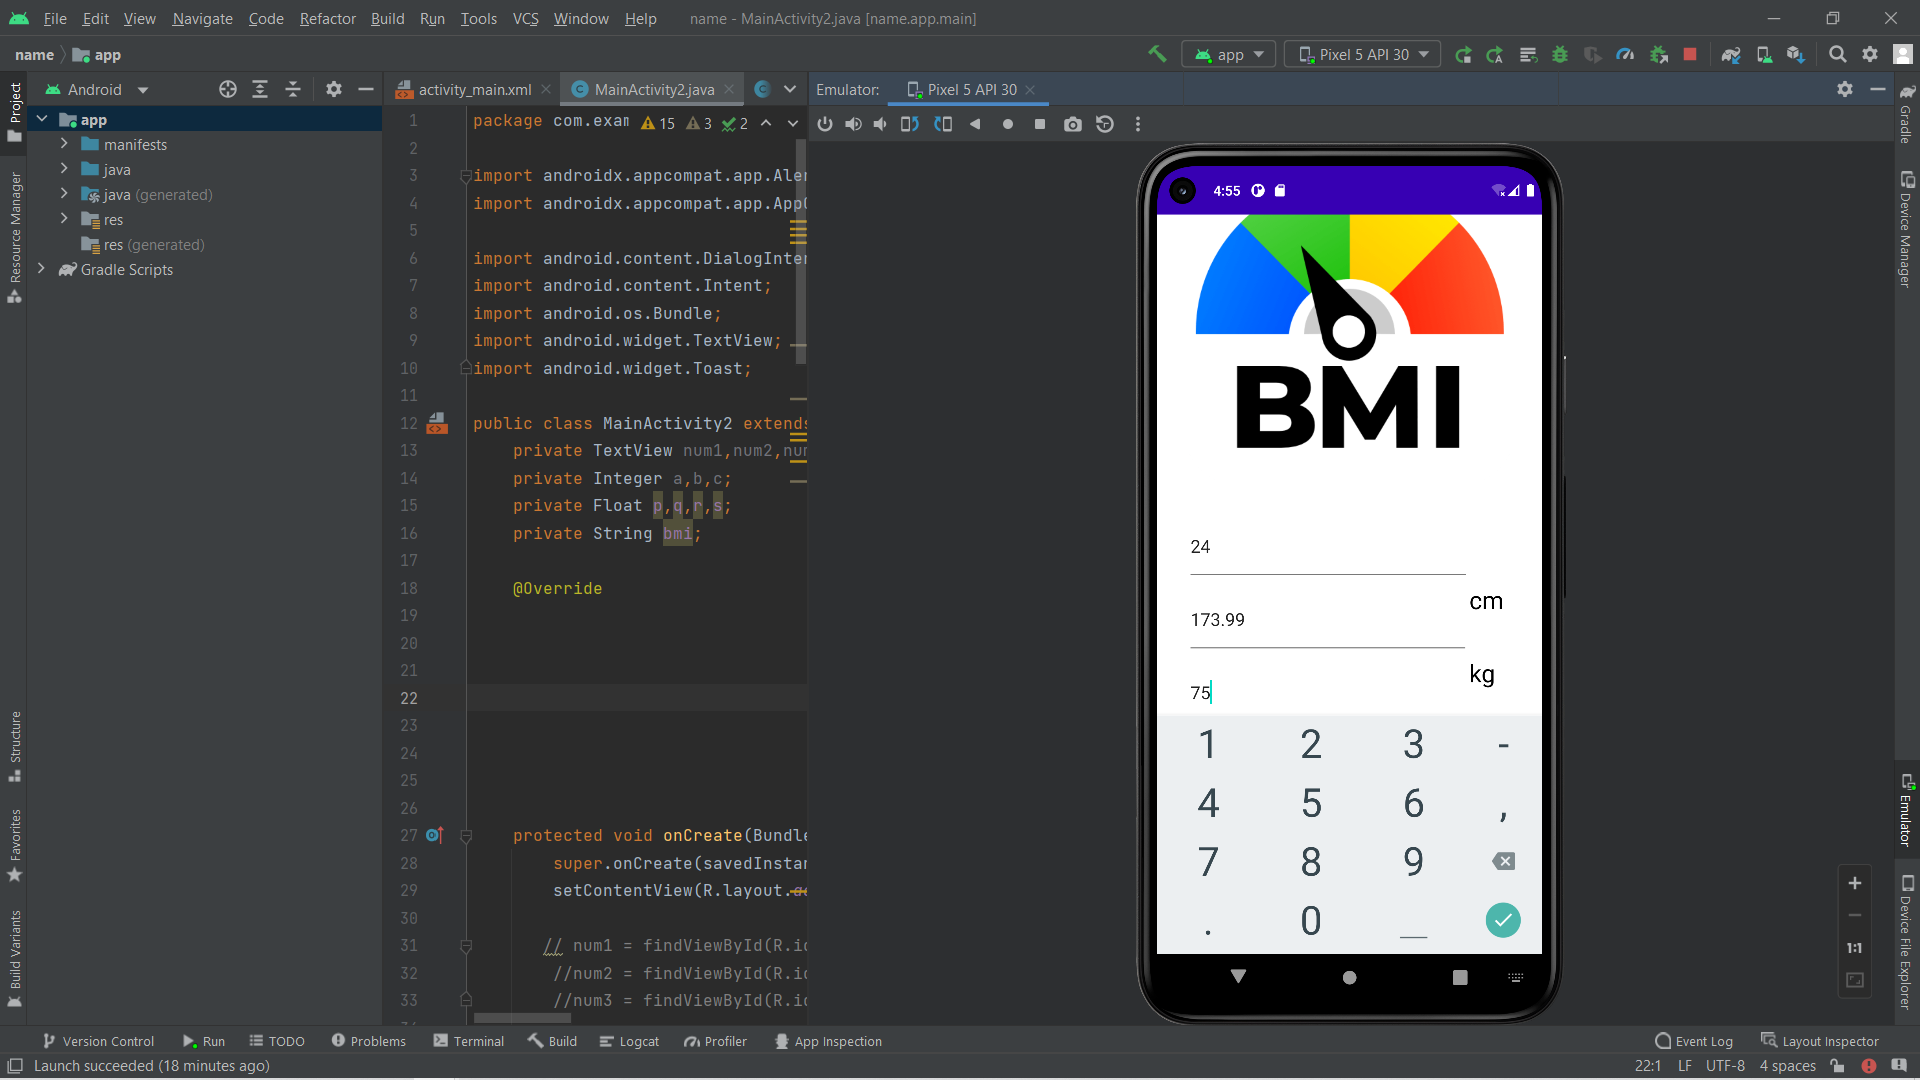 File Edit View Navigate Code Refactor Build Run Tools VCS Window Help name - MainActivity2.java [name.app.main]
name app
app Pixel 5 API 30
Android
activity_main.xml MainActivity2.java
Emulator: Pixel 5 API 30
Project
Resource Manager
Structure
Favorites
Build Variants
app
manifests
java
java (generated)
res
res (generated)
Gradle Scripts
15 3 2
1 package com.exam
2
3 import androidx.appcompat.app.Aler
4 import androidx.appcompat.app.AppC
5
6 import android.content.DialogInter
7 import android.content.Intent;
8 import android.os.Bundle;
9 import android.widget.TextView;
10 import android.widget.Toast;
11
12 public class MainActivity2 extends
13 private TextView num1,num2,num
14 private Integer a,b,c;
15 private Float p,q,r,s;
16 private String bmi;
17
18 @Override
19
20
21
22
23
24
25
26
27 protected void onCreate(Bundle
28 super.onCreate(savedInstan
29 setContentView(R.layout.ac
30
31 // num1 = findViewById(R.id
32 //num2 = findViewById(R.id
33 //num3 = findViewById(R.id
4:55
BMI
24
cm
173.99
kg
75
1 2 3 -
4 5 6 ,
7 8 9
. 0 _
Gradle
Device Manager
Emulator
Device File Explorer
1:1
Version Control Run TODO Problems Terminal Build Logcat Profiler App Inspection Event Log Layout Inspector
Launch succeeded (18 minutes ago) 22:1 LF UTF-8 4 spaces